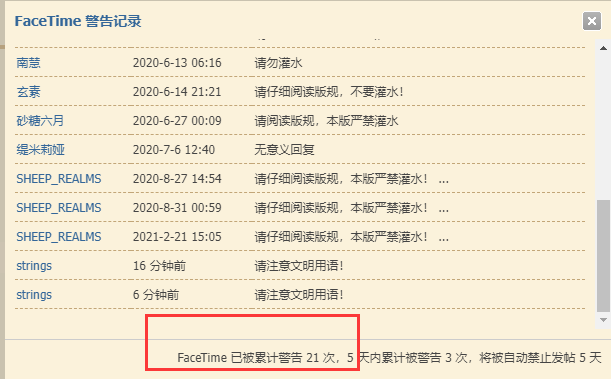 FaceTime 警告记录
南慧 2020-6-13 06:16 请勿灌水
玄素 2020-6-14 21:21 请仔细阅读版规，不要灌水！
砂糖六月 2020-6-27 00:09 请阅读版规，本版严禁灌水
缇米莉娅 2020-7-6 12:40 无意义回复
SHEEP_REALMS 2020-8-27 14:54 请仔细阅读版规，本版严禁灌水！ ...
SHEEP_REALMS 2020-8-31 00:59 请仔细阅读版规，本版严禁灌水！ ...
SHEEP_REALMS 2021-2-21 15:05 请仔细阅读版规，本版严禁灌水！ ...
strings 16 分钟前 请注意文明用语！
strings 6 分钟前 请注意文明用语！
FaceTime 已被累计警告 21 次，5 天内累计被警告 3 次，将被自动禁止发帖 5 天